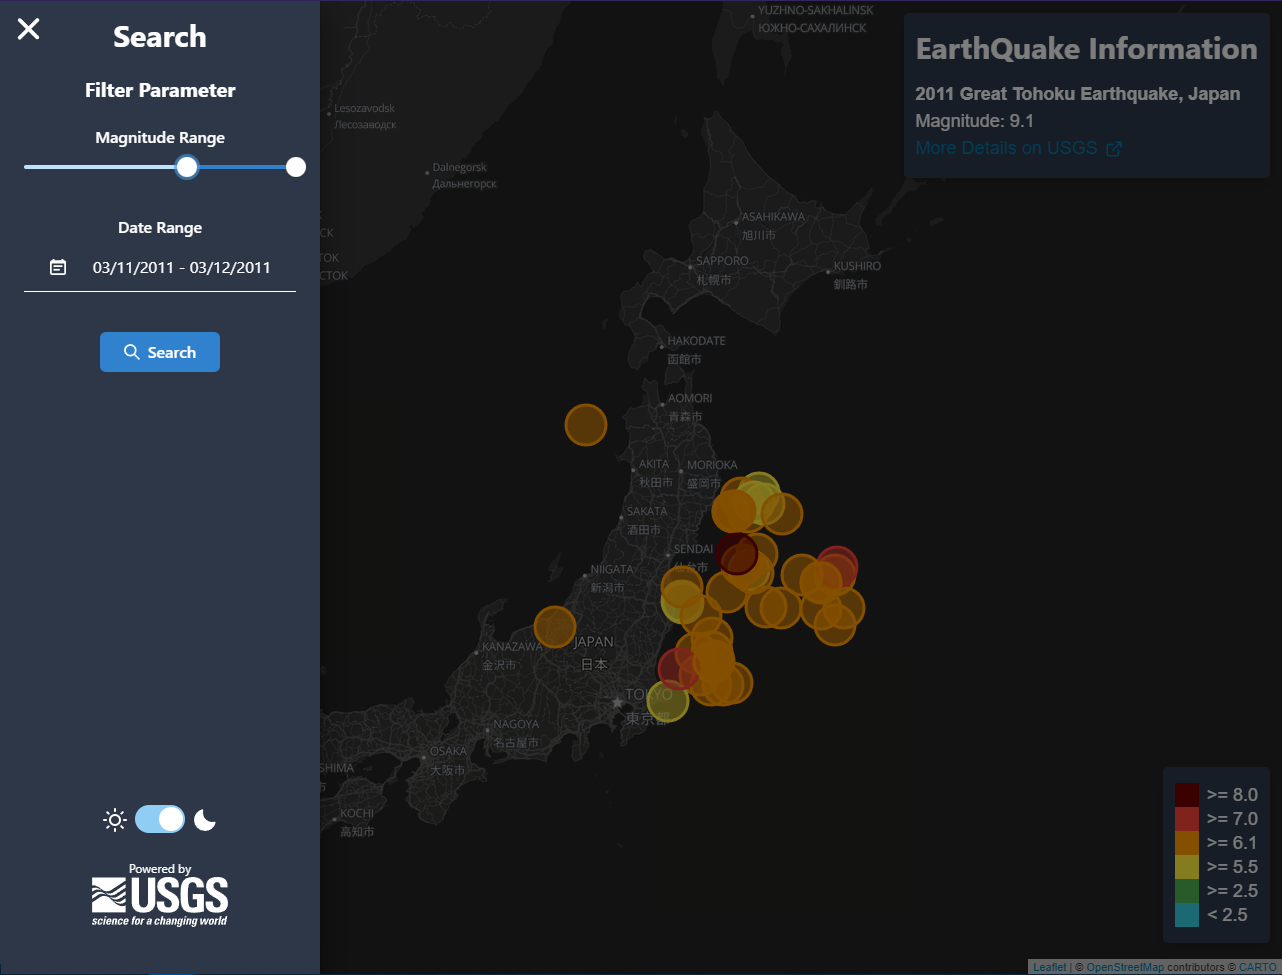 Search
Filter Parameter
Magnitude Range
Date Range
03/11/2011 - 03/12/2011
Search
Powered by
USGS
science for a changing world
YUZHNO-SAKHALINSK
ЮЖНО-САХАЛИНСК
Lesozavodsk
Лесозаводск
Dalnegorsk
Дальнегорск
ASAHIKAWA
旭川市
SAPPORO
札幌市
KUSHIRO
釧路市
HAKODATE
函館市
AOMORI
青森市
AKITA
秋田市
MORIOKA
盛岡市
SAKATA
酒田市
SENDAI
仙台市
NIIGATA
新潟市
JAPAN
日本
KANAZAWA
金沢市
TOKYO
東京都
NAGOYA
名古屋市
OSAKA
大阪市
SHIMA
市
KOCHI
高知市
СК
TOK
СТОК
EarthQuake Information
2011 Great Tohoku Earthquake, Japan
Magnitude: 9.1
More Details on USGS
>= 8.0
>= 7.0
>= 6.1
>= 5.5
>= 2.5
< 2.5
Leaflet | © OpenStreetMap contributors © CARTO